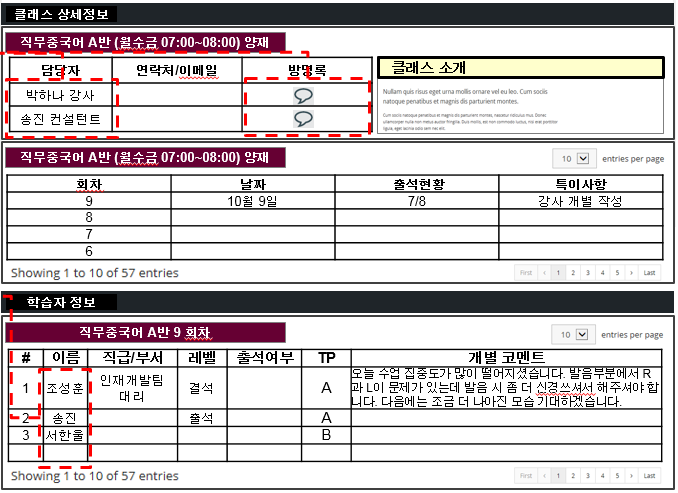 클래스 상세정보
직무중국어 A반 (월수금 07:00~08:00) 양재
담당자 연락처/이메일 방명록
박하나 강사
송진 컨설턴트
클래스 소개
Nullam quis risus eget urna mollis ornare vel eu leo. Cum sociis
natoque penatibus et magnis dis parturient montes.
Cum sociis natoque penatibus et magnis dis parturient montes, nascetur ridiculus mus. Donec
ullamcorper nulla non metus auctor fringilla. Duis mollis, est non commodo luctus, nisi erat porttitor
ligula, eget lacinia odio sem nec elit.
직무중국어 A반 (월수금 07:00~08:00) 양재
10 entries per page
회차 날짜 출석현황 특이사항
9 10월 9일 7/8 강사 개별 작성
8
7
6
Showing 1 to 10 of 57 entries
First ‹ 1 2 3 4 5 › Last
학습자 정보
직무중국어 A반 9 회차
10 entries per page
# 이름 직급/부서 레벨 출석여부 TP 개별 코멘트
1 조성훈 인재개발팀 대리 결석 A 오늘 수업 집중도가 많이 떨어지셨습니다. 발음부분에서 R
과 L이 문제가 있는데 발음 시 좀 더 신경쓰셔서 해주셔야 합
니다. 다음에는 조금 더 나아진 모습 기대하겠습니다.
2 송진 출석 A
3 서한울 B
Showing 1 to 10 of 57 entries
First ‹ 1 2 3 4 5 › Last